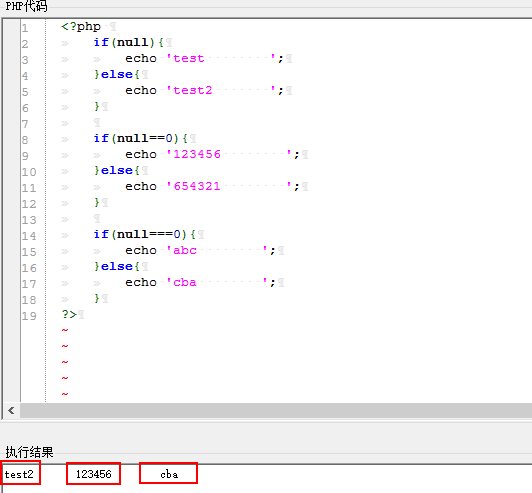 PHP代码
1 <?php
2 if(null){
3 echo 'test        ';
4 }else{
5 echo 'test2       ';
6 }
7
8 if(null==0){
9 echo '123456        ';
10 }else{
11 echo '654321        ';
12 }
13
14 if(null===0){
15 echo 'abc        ';
16 }else{
17 echo 'cba        ';
18 }
19 ?>
~
~
~
~
~
执行结果
test2 123456 cba